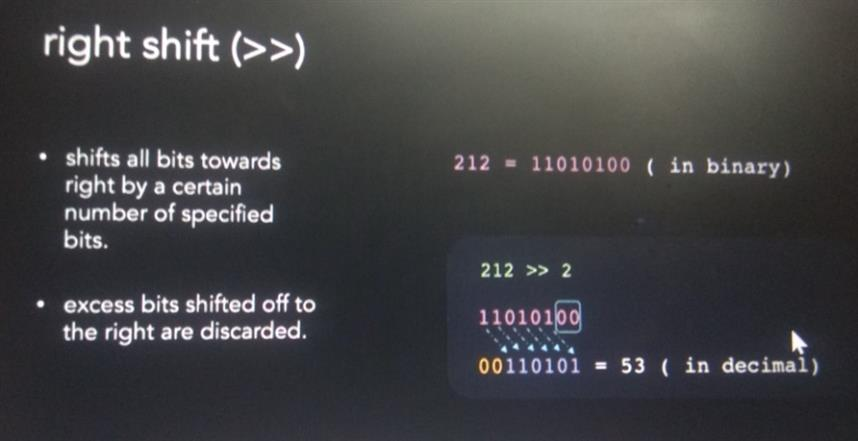 right shift (>>)
• shifts all bits towards
right by a certain
number of specified
bits.
• excess bits shifted off to
the right are discarded.
212 = 11010100 ( in binary)
212 >> 2
11010100
00110101 = 53 ( in decimal)